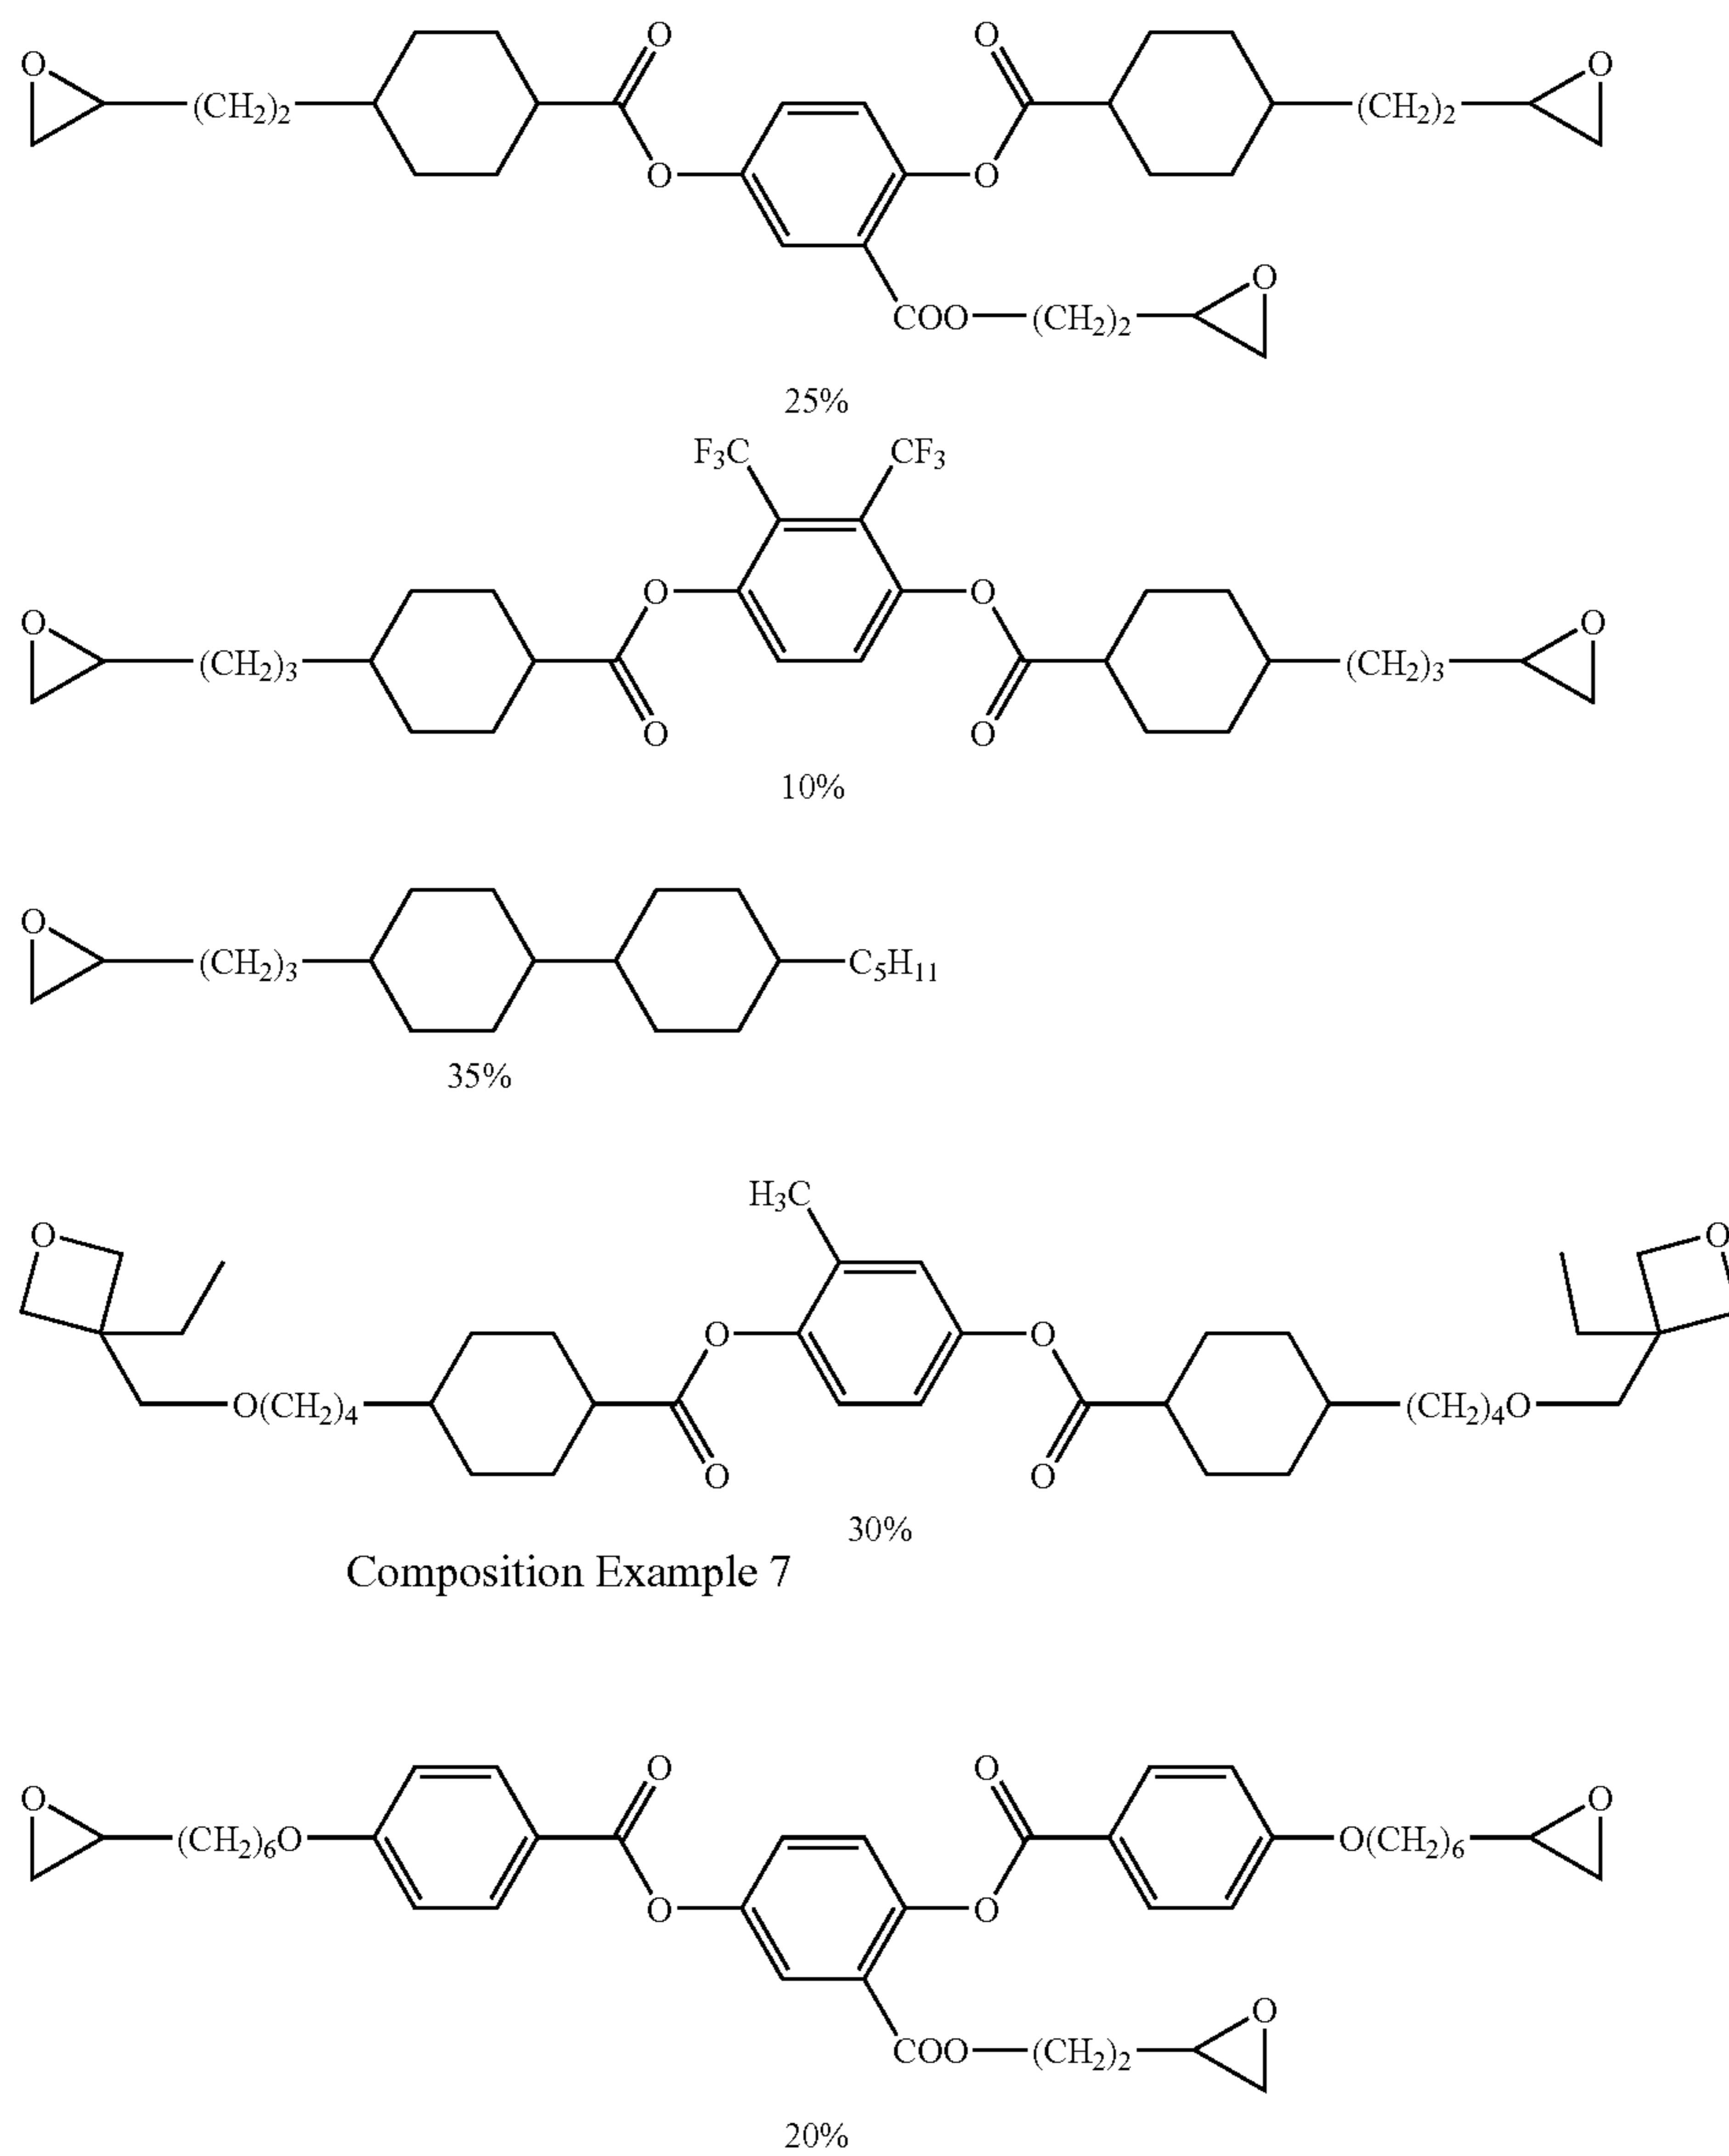 O O O O
(CH2)2 (CH2)2
O O
O
COO (CH2)2
25%
F3C CF3
O O
O O
(CH2)3 (CH2)3
O O
10%
O
(CH2)3 C5H11
35%
H3C
O O
O O
O(CH2)4 (CH2)4O
O O
30%
Composition Example 7
O O
O O
(CH2)6O O(CH2)6
O O
O
COO (CH2)2
20%